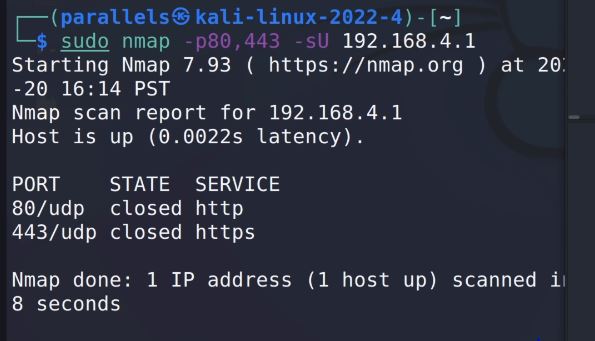 ┌──(parallels㉿kali-linux-2022-4)-[~]
└─$ sudo nmap -p80,443 -sU 192.168.4.1
Starting Nmap 7.93 ( https://nmap.org ) at
-20 16:14 PST
Nmap scan report for 192.168.4.1
Host is up (0.0022s latency).
PORT    STATE  SERVICE
80/udp  closed http
443/udp closed https
Nmap done: 1 IP address (1 host up) scanned
8 seconds